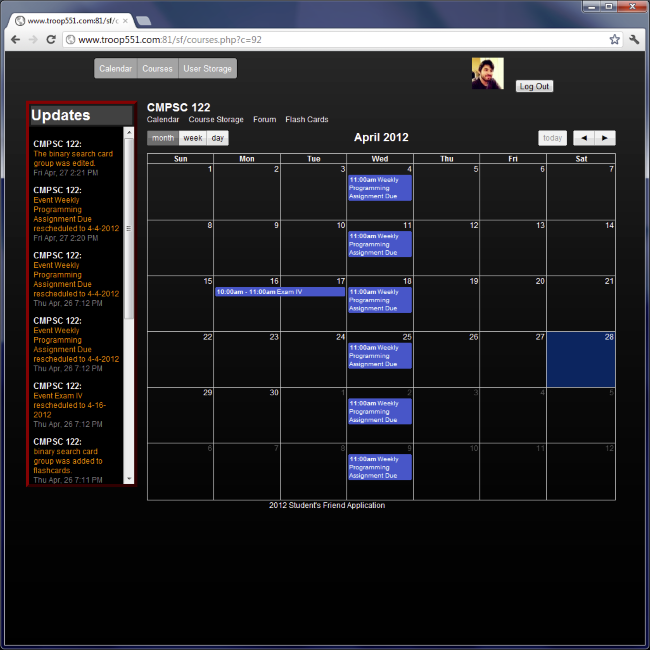 www.troop551.com:81/sf/c
www.troop551.com:81/sf/courses.php?c=92
Calendar Courses User Storage
Log Out
Updates
CMPSC 122:
The binary search card
group was edited.
Fri Apr, 27 2:21 PM
CMPSC 122:
Event Weekly
Programming
Assignment Due
rescheduled to 4-4-2012
Fri Apr, 27 2:20 PM
CMPSC 122:
Event Weekly
Programming
Assignment Due
rescheduled to 4-4-2012
Thu Apr, 26 7:12 PM
CMPSC 122:
Event Weekly
Programming
Assignment Due
rescheduled to 4-4-2012
Thu Apr, 26 7:12 PM
CMPSC 122:
Event Exam IV
rescheduled to 4-16-
2012
Thu Apr, 26 7:12 PM
CMPSC 122:
binary search card
group was added to
flashcards.
Thu Apr, 26 7:11 PM
CMPSC 122
Calendar Course Storage Forum Flash Cards
month week day
April 2012
today
Sun Mon Tue Wed Thu Fri Sat
1 2 3 4 5 6 7
11:00am Weekly
Programming
Assignment Due
8 9 10 11 12 13 14
11:00am Weekly
Programming
Assignment Due
15 16 17 18 19 20 21
10:00am - 11:00am Exam IV
11:00am Weekly
Programming
Assignment Due
22 23 24 25 26 27 28
11:00am Weekly
Programming
Assignment Due
29 30 1 2 3 4 5
11:00am Weekly
Programming
Assignment Due
6 7 8 9 10 11 12
11:00am Weekly
Programming
Assignment Due
2012 Student's Friend Application